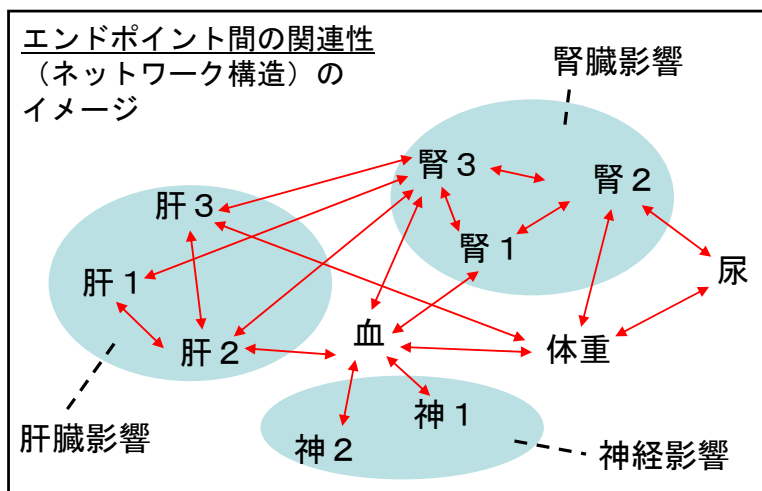 エンドポイント間の関連性
（ネットワーク構造）の
イメージ
腎臓影響
腎３
腎２
肝３
腎１
肝１
尿
血
体重
肝２
神１
神２
肝臓影響
神経影響